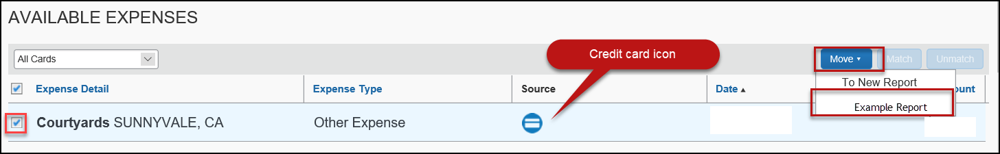 AVAILABLE EXPENSES
All Cards
Credit card icon
Move Match Unmatch
To New Report
Expense Detail Expense Type Source Date ount
Example Report
Courtyards SUNNYVALE, CA Other Expense